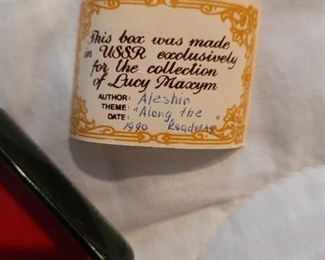 This box was made
in USSR exclusively
for the collection
of Lucy Maxym
AUTHOR: Aleshin
THEME: "Along the
DATE: 1990 Roadway"